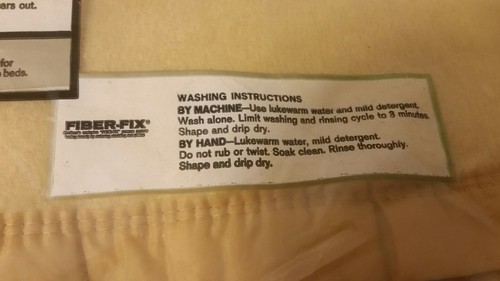 ars out.
for
beds.
FIBER-FIX®
WASHING INSTRUCTIONS
BY MACHINE—Use lukewarm water and mild detergent.
Wash alone. Limit washing and rinsing cycle to 3 minutes.
Shape and drip dry.
BY HAND—Lukewarm water, mild detergent.
Do not rub or twist. Soak clean. Rinse thoroughly.
Shape and drip dry.